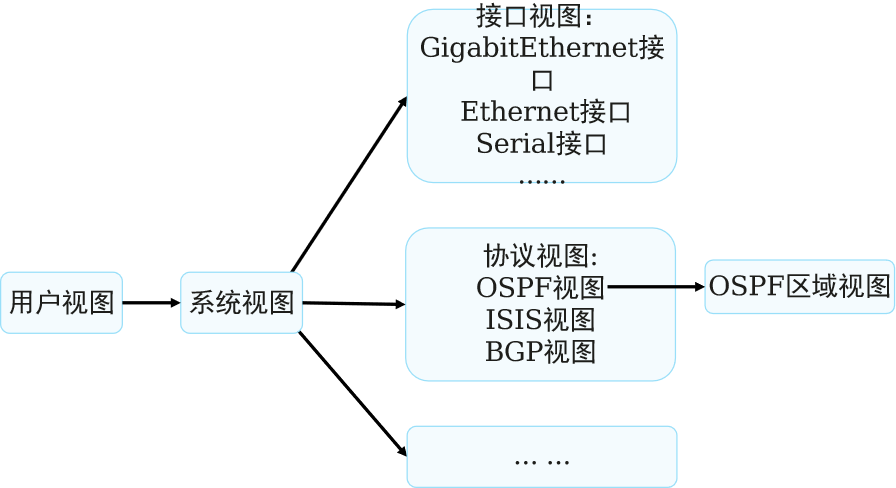 接口视图：
GigabitEthernet接
口
Ethernet接口
Serial接口
……
协议视图:
OSPF视图
ISIS视图
BGP视图
用户视图
系统视图
OSPF区域视图
... ...